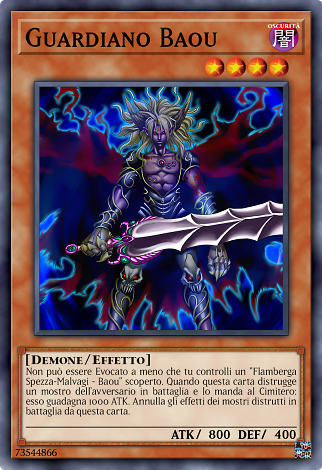 Guardiano Baou
OSCURITÀ
闇
[Demone/Effetto]
Non può essere Evocato a meno che tu controlli un "Flamberga
Spezza-Malvagi - Baou" scoperto. Quando questa carta distrugge
un mostro dell'avversario in battaglia e lo manda al Cimitero:
esso guadagna 1000 ATK. Annulla gli effetti dei mostri distrutti in
battaglia da questa carta.
ATK/ 800 DEF/ 400
73544866